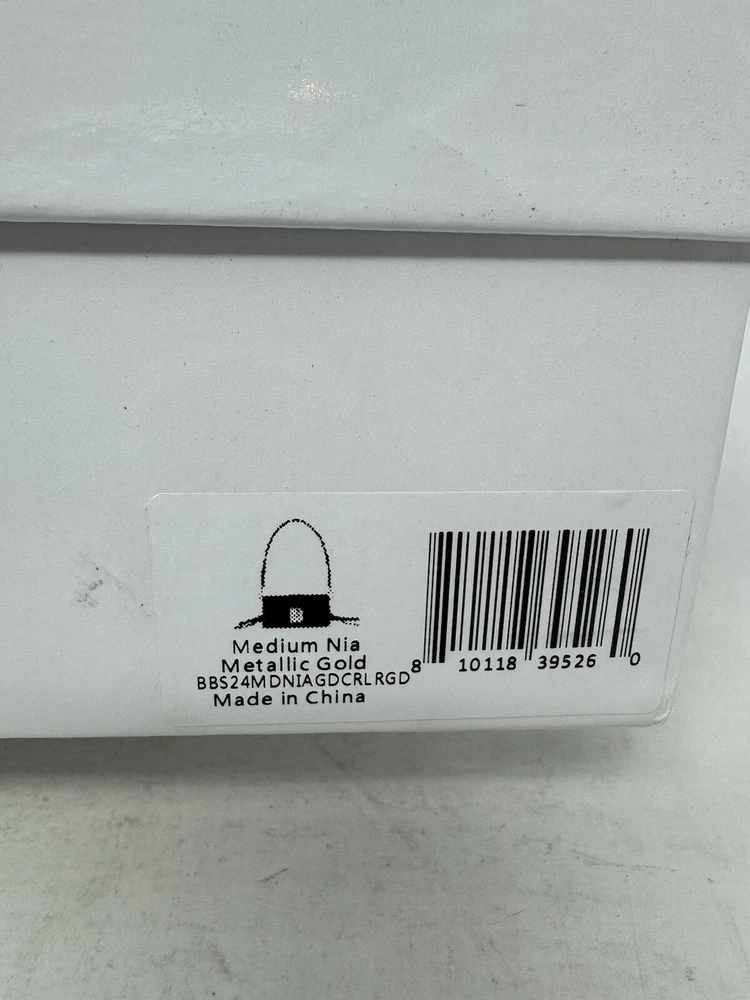 B
Medium Nia
Metallic Gold
BBS24MDNIAGDCRLRGD
Made in China
8 10118 39526 0